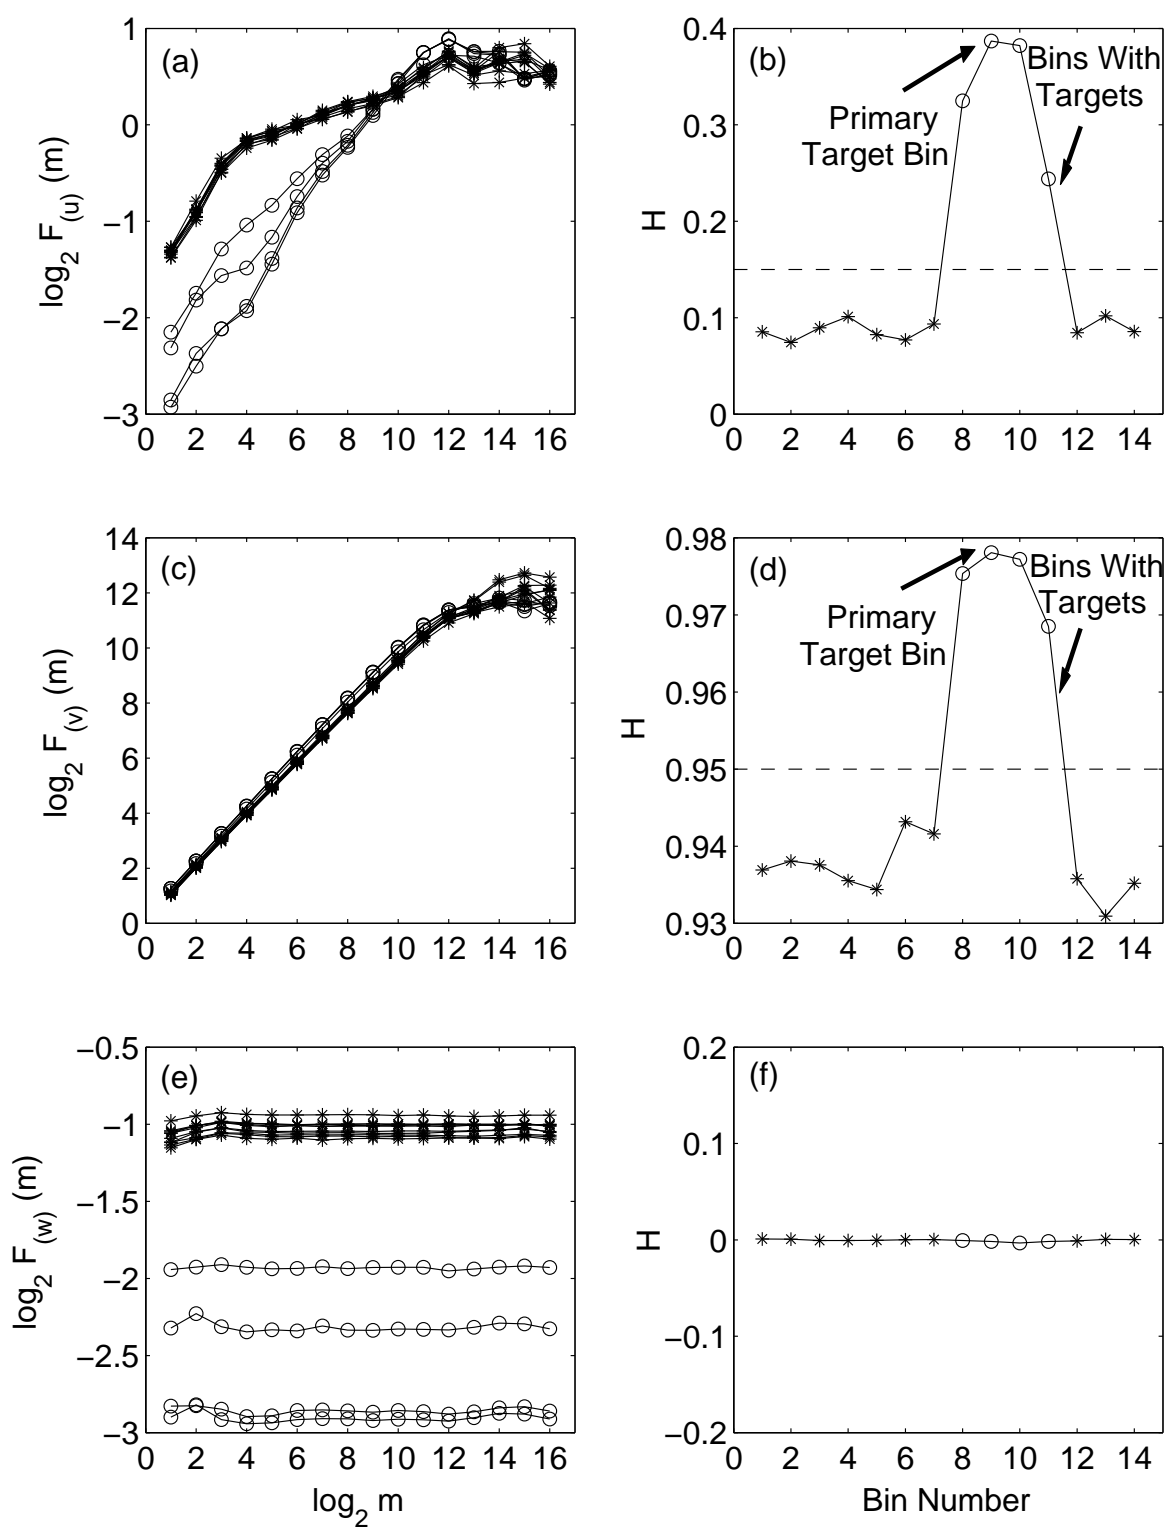 (a)
log2 F(u) (m)
1
0
−1
−2
−3
0 2 4 6 8 10 12 14 16
(b)
H
0.4
0.3
0.2
0.1
0
Primary
Target Bin
Bins With
Targets
0 2 4 6 8 10 12 14
(c)
log2 F(v) (m)
14
12
10
8
6
4
2
0
0 2 4 6 8 10 12 14 16
(d)
H
0.98
0.97
0.96
0.95
0.94
0.93
Primary
Target Bin
Bins With
Targets
0 2 4 6 8 10 12 14
(e)
log2 F(w) (m)
−0.5
−1
−1.5
−2
−2.5
−3
0 2 4 6 8 10 12 14 16
log2 m
(f)
H
0.2
0.1
0
−0.1
−0.2
0 2 4 6 8 10 12 14
Bin Number